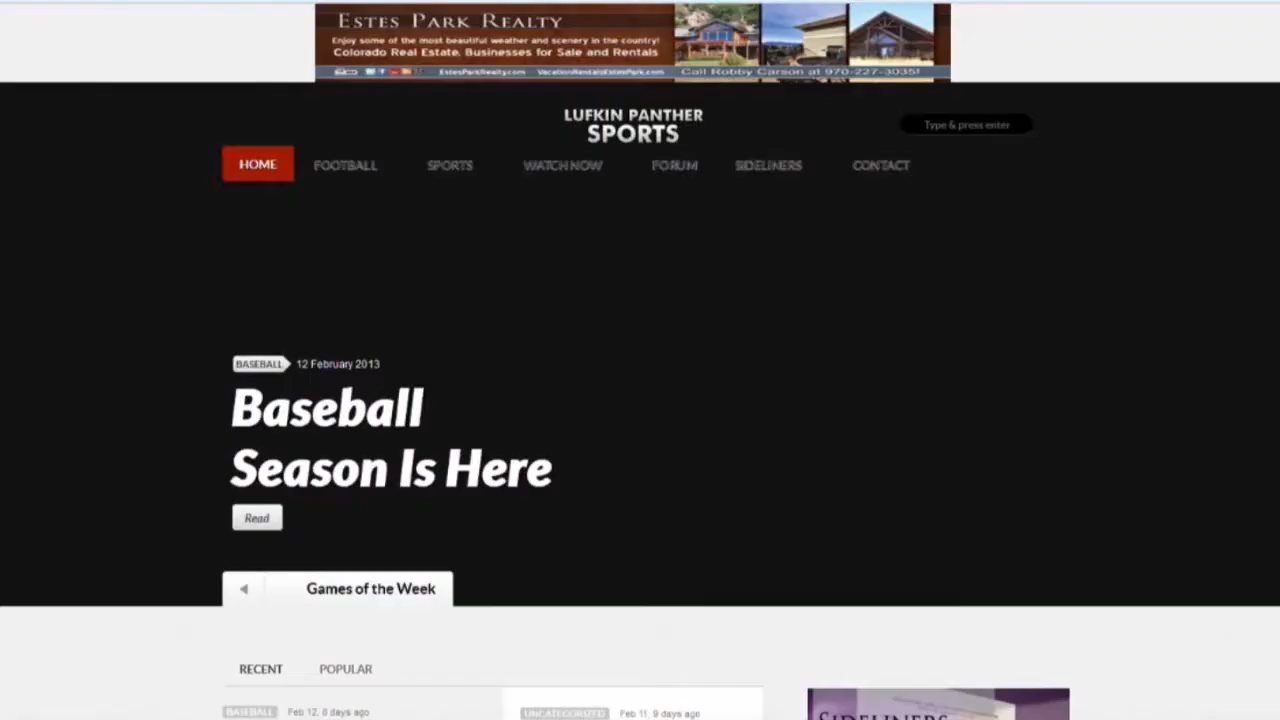 ESTES PARK REALTY
Enjoy some of the most beautiful weather and scenery in the country!
Colorado Real Estate, Businesses for Sale and Rentals
EstesParkRealty.com VacationRentalsEstesPark.com Call Robby Carson at 970-227-3035!
LUFKIN PANTHER
SPORTS
Type & press enter
HOME FOOTBALL SPORTS WATCH NOW FORUM SIDELINERS CONTACT
BASEBALL 12 February 2013
Baseball
Season Is Here
Read
Games of the Week
RECENT POPULAR
BASEBALL Feb 12, 8 days ago UNCATEGORIZED Feb 11, 9 days ago
SIDELINERS